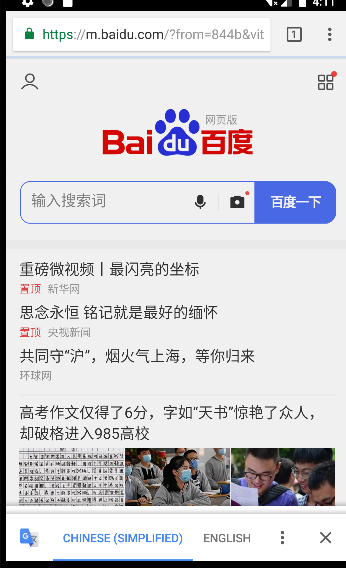 4:11
https://m.baidu.com/?from=844b&vit
1
网页版
Bai du 百度
输入搜索词
百度一下
重磅微视频丨最闪亮的坐标
置顶 新华网
思念永恒 铭记就是最好的缅怀
置顶 央视新闻
共同守“沪”，烟火气上海，等你归来
环球网
高考作文仅得了6分，字如“天书”惊艳了众人，
却破格进入985高校
CHINESE (SIMPLIFIED) ENGLISH